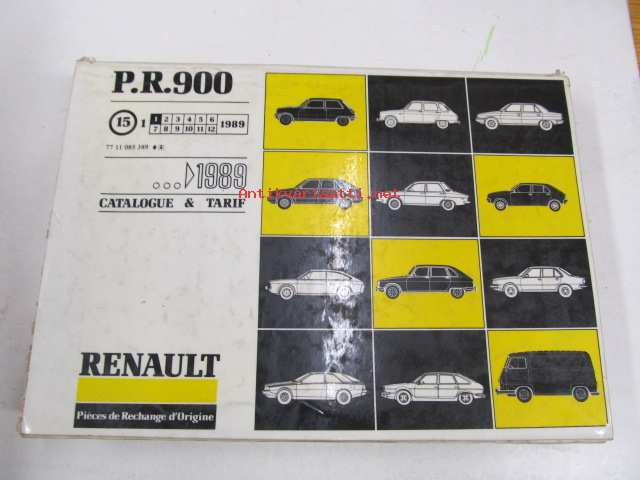 P.R.900
15 1 1 2 3 4 5 6 1989
7 8 9 10 11 12
77 11 083 389
...▷1989
CATALOGUE & TARIF
Antikvariaatti.net
RENAULT
Pièces de Rechange d'Origine